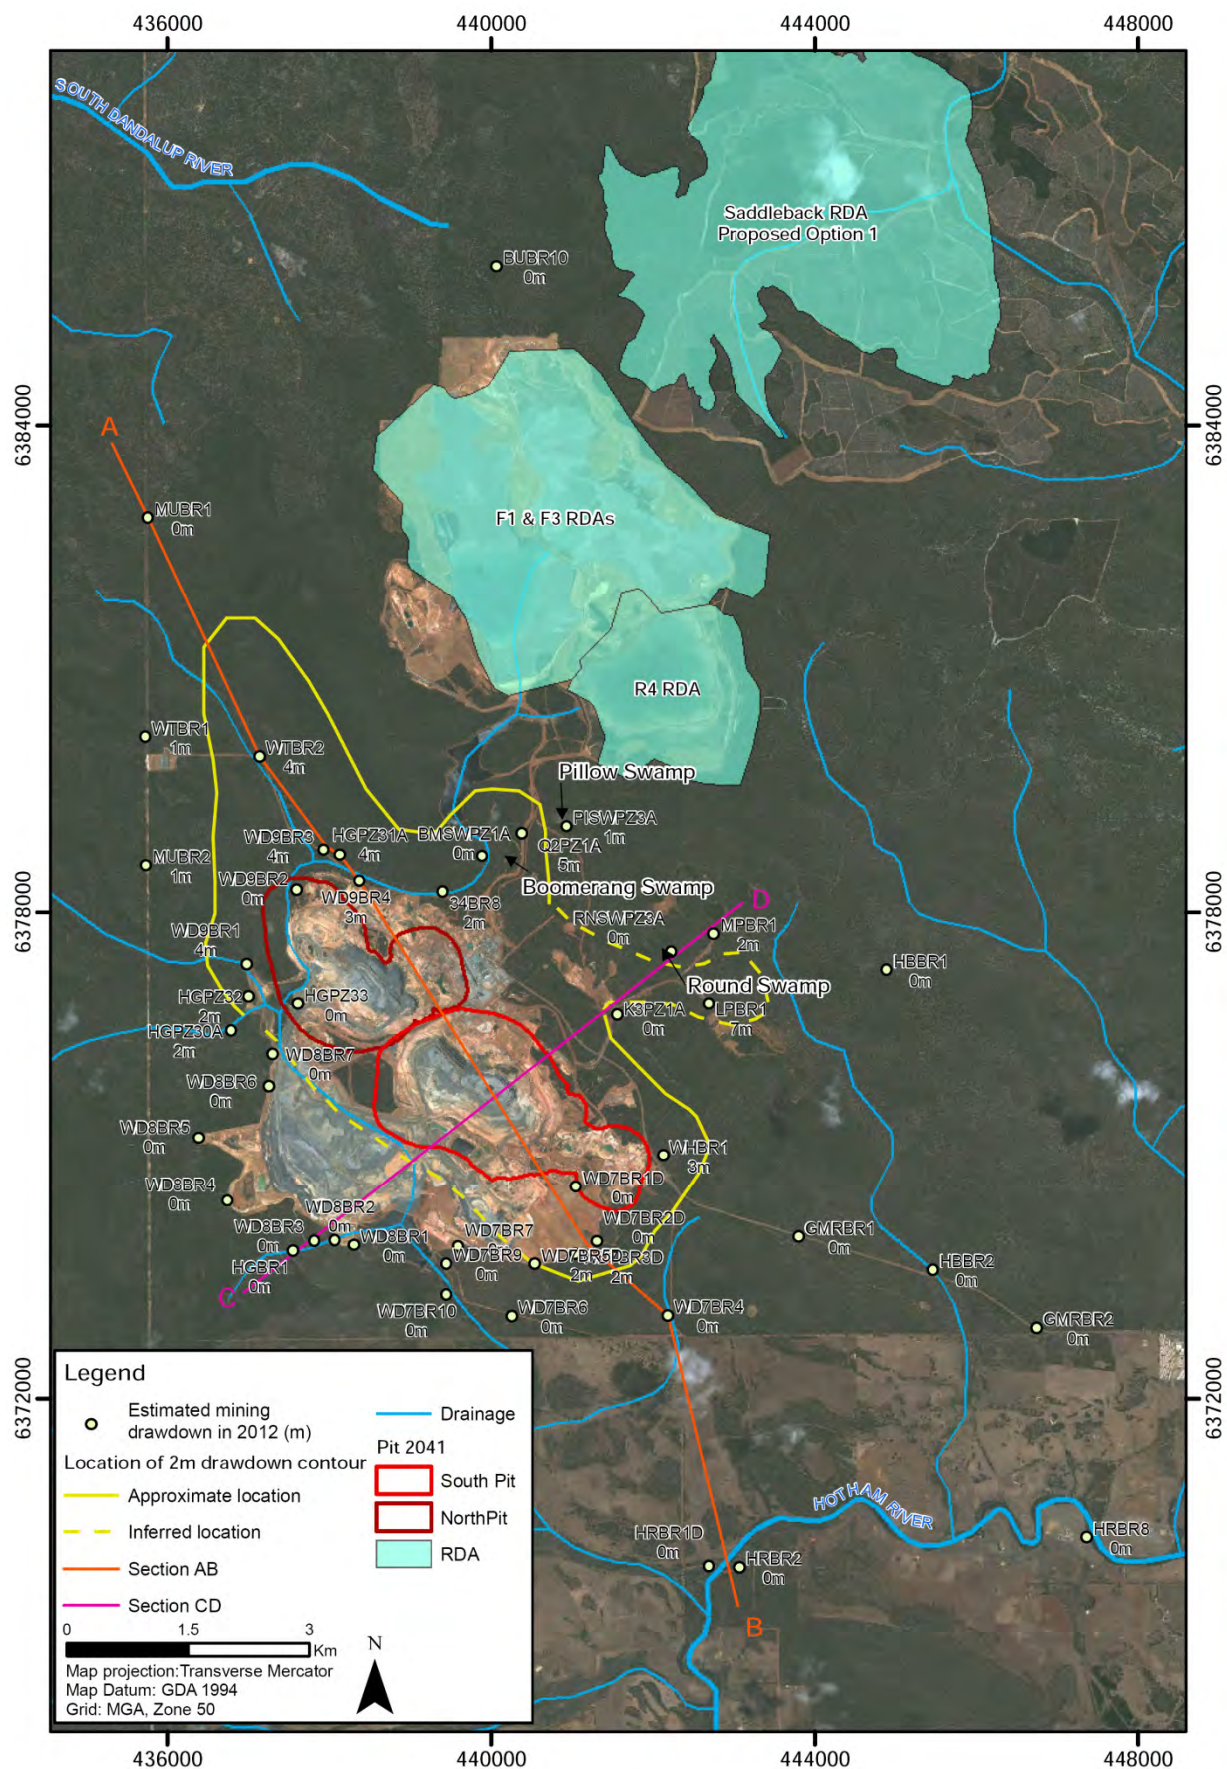 436000
440000
444000
448000
SOUTH DANDALUP RIVER
Saddleback RDA
Proposed Option 1
BUBR10
0m
6384000
6384000
A
MUBR1
0m
F1 & F3 RDAs
R4 RDA
WTBR1
1m
WTBR2
4m
Pillow Swamp
PISWPZ3A
1m
WD9BR3
4m
HGPZ31A
4m
BMSWPZ1A
0m
C2PZ1A
5m
MUBR2
1m
WD9BR2
0m
WD9BR4
3m
Boomerang Swamp
34BR8
2m
D
6378000
6378000
RNSWPZ3A
0m
MPBR1
2m
WD9BR1
4m
HBBR1
0m
Round Swamp
HGPZ32
2m
HGPZ33
0m
K3PZ1A
0m
LPBR1
7m
HGPZ30A
2m
WD8BR7
0m
WD8BR6
0m
WD8BR5
0m
WHBR1
3m
WD7BR1D
0m
WD8BR4
0m
WD8BR2
0m
WD8BR3
0m
WD8BR1
0m
WD7BR7
WD7BR2D
0m
GMRBR1
0m
HGBR1
0m
WD7BR9
0m
WD7BR5D
2m
BR3D
2m
HBBR2
0m
C
WD7BR10
0m
WD7BR6
0m
WD7BR4
0m
GMRBR2
0m
6372000
6372000
Legend
Estimated mining
drawdown in 2012 (m)
Location of 2m drawdown contour
Approximate location
Inferred location
Section AB
Section CD
Drainage
Pit 2041
South Pit
NorthPit
RDA
0
1.5
3
Km
Map projection:Transverse Mercator
Map Datum: GDA 1994
Grid: MGA, Zone 50
N
HOTHAM RIVER
HRBR1D
0m
HRBR2
0m
HRBR8
0m
B
436000
440000
444000
448000